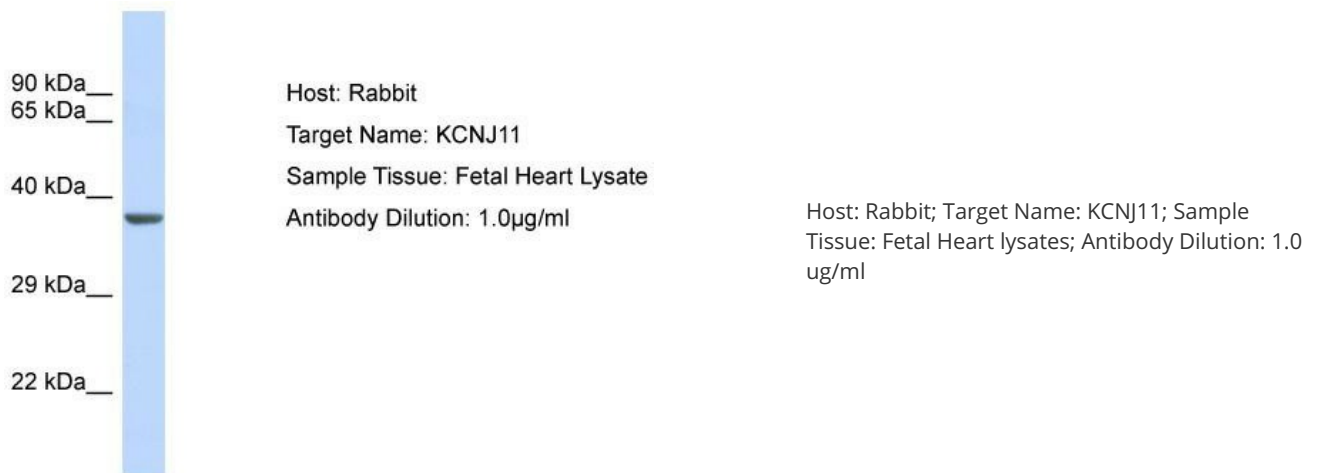 90 kDa__
65 kDa__
40 kDa__
29 kDa__
22 kDa__
Host: Rabbit
Target Name: KCNJ11
Sample Tissue: Fetal Heart Lysate
Antibody Dilution: 1.0µg/ml
Host: Rabbit; Target Name: KCNJ11; Sample
Tissue: Fetal Heart lysates; Antibody Dilution: 1.0
ug/ml